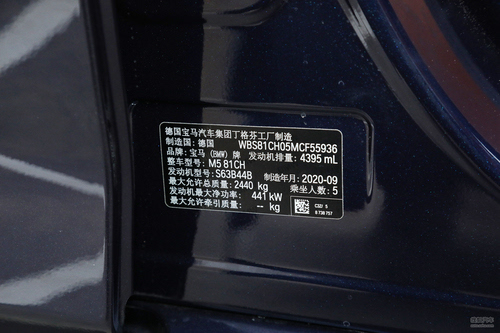 德国宝马汽车集团丁格芬工厂制造
制造国: 德国 WBS81CH05MCF55936
品牌: 宝马 (BMW) 牌 发动机排量: 4395 mL
整车型号: M5 81CH
发动机型号: S63B44B 制造年月: 2020-09
最大允许总质量: 2440 kg 乘坐人数: 5
发动机最大净功率: 441 kW
最大允许牵引质量: -- kg